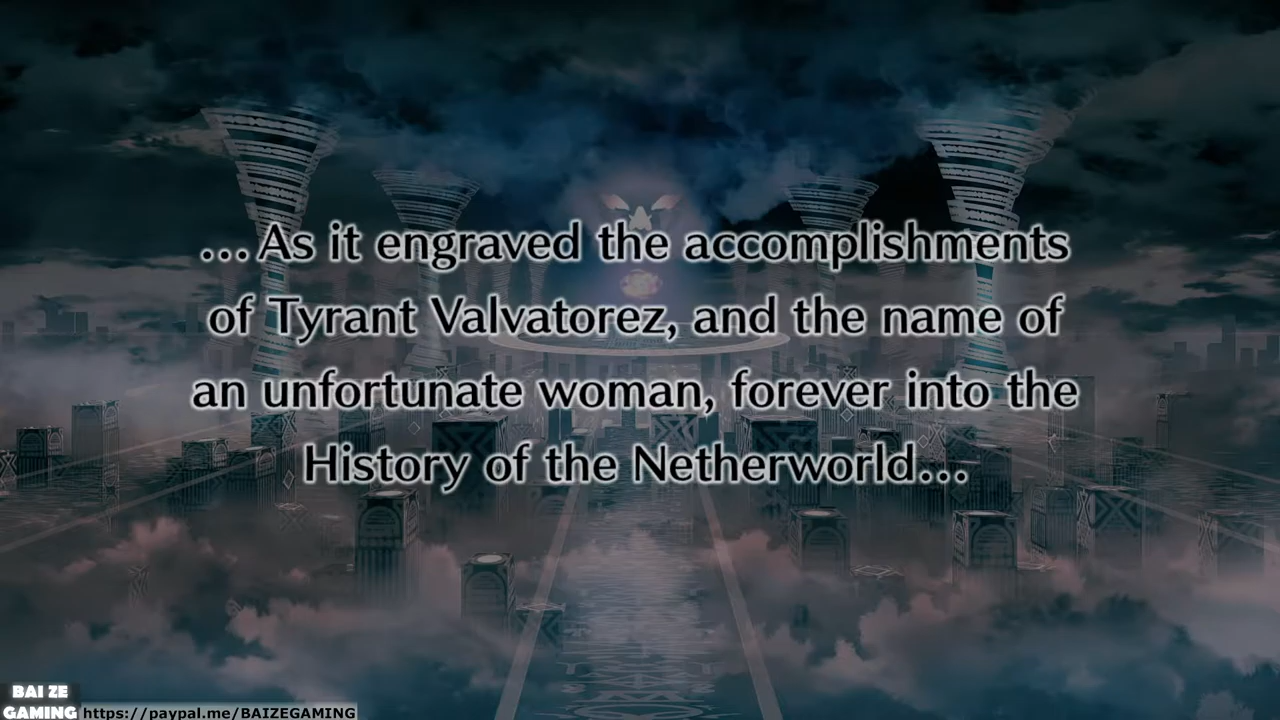 ...As it engraved the accomplishments
of Tyrant Valvatorez, and the name of
an unfortunate woman, forever into the
History of the Netherworld...
BAI ZE
GAMING https://paypal.me/BAIZEGAMING